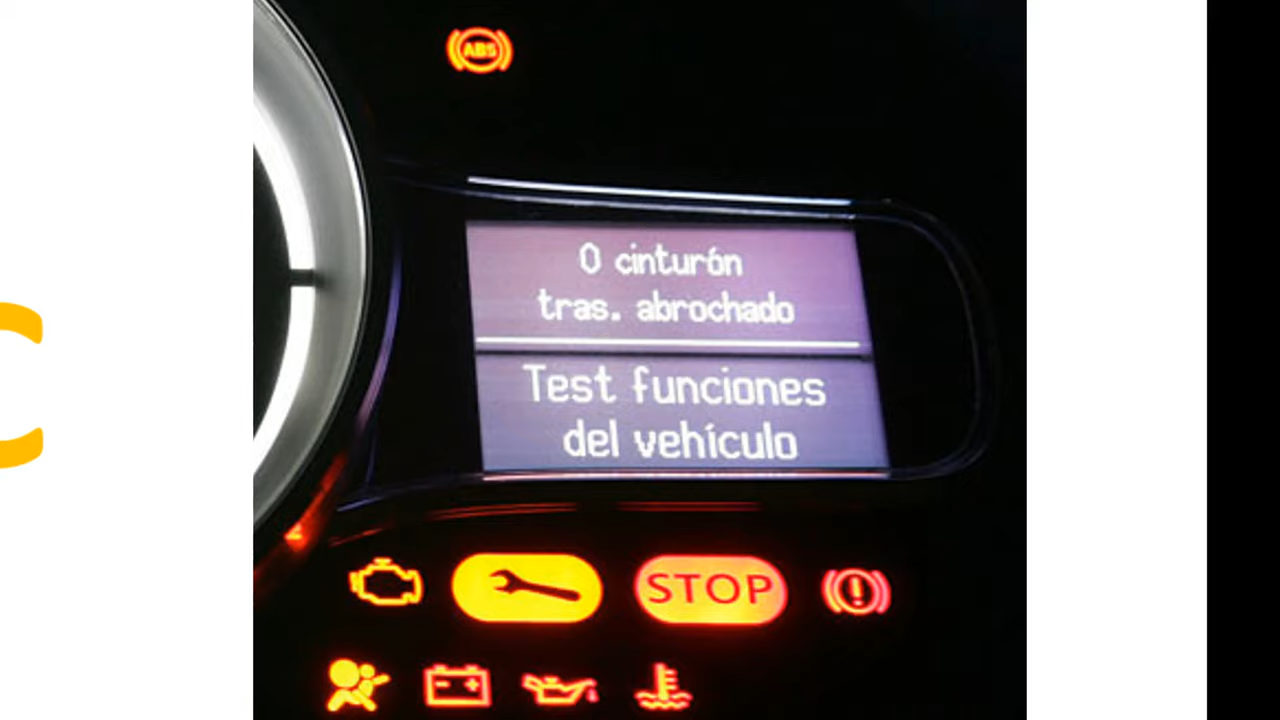 ABS
0 cinturón
tras. abrochado
Test funciones
del vehículo
STOP